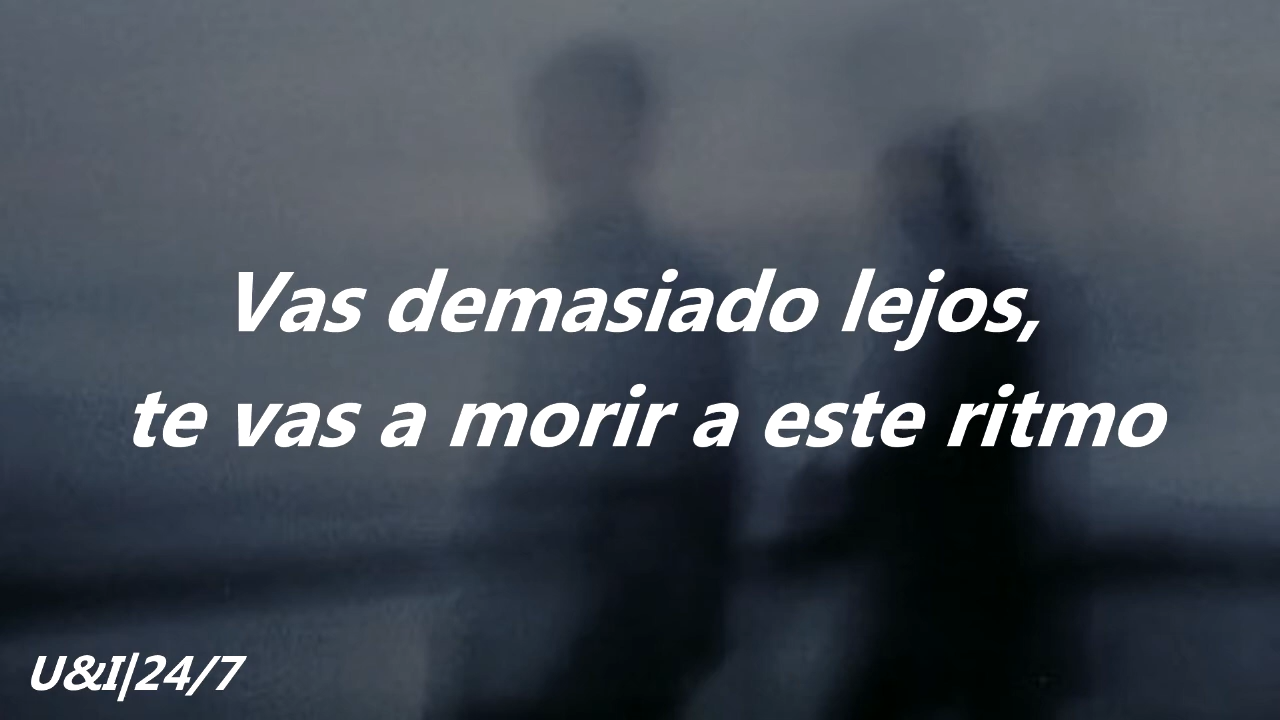 Vas demasiado lejos,
te vas a morir a este ritmo
U&I|24/7